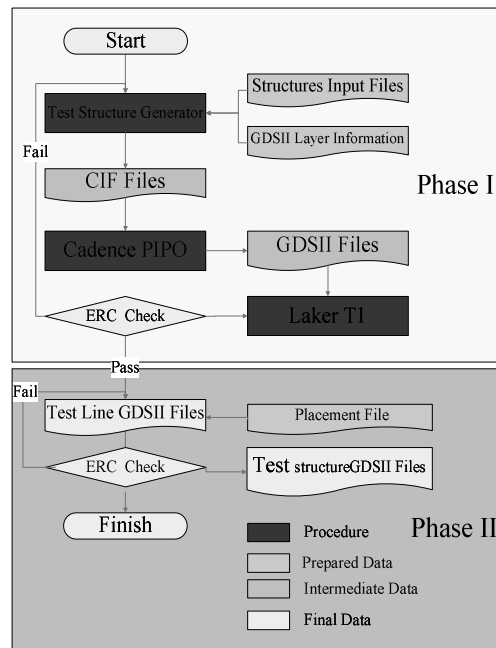 Start
Structures Input Files
Test Structure Generator
GDSII Layer Information
Fail
CIF Files
Phase I
Cadence PIPO
GDSII Files
ERC Check
Laker T1
Pass
Fail
Test Line GDSII Files
Placement File
ERC Check
Test structureGDSII Files
Finish
Phase II
Procedure
Prepared Data
Intermediate Data
Final Data